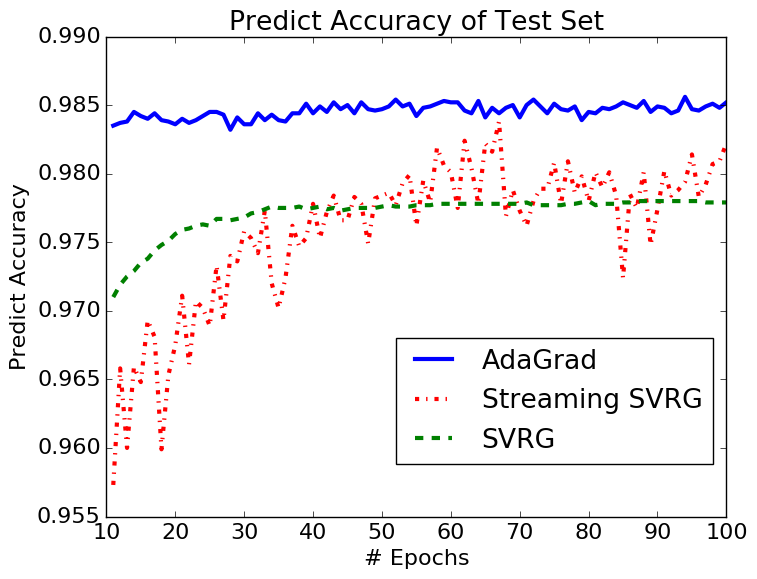 Predict Accuracy of Test Set
0.990
0.985
0.980
0.975
0.970
0.965
0.960
0.955
Predict Accuracy
AdaGrad
Streaming SVRG
SVRG
10 20 30 40 50 60 70 80 90 100
# Epochs